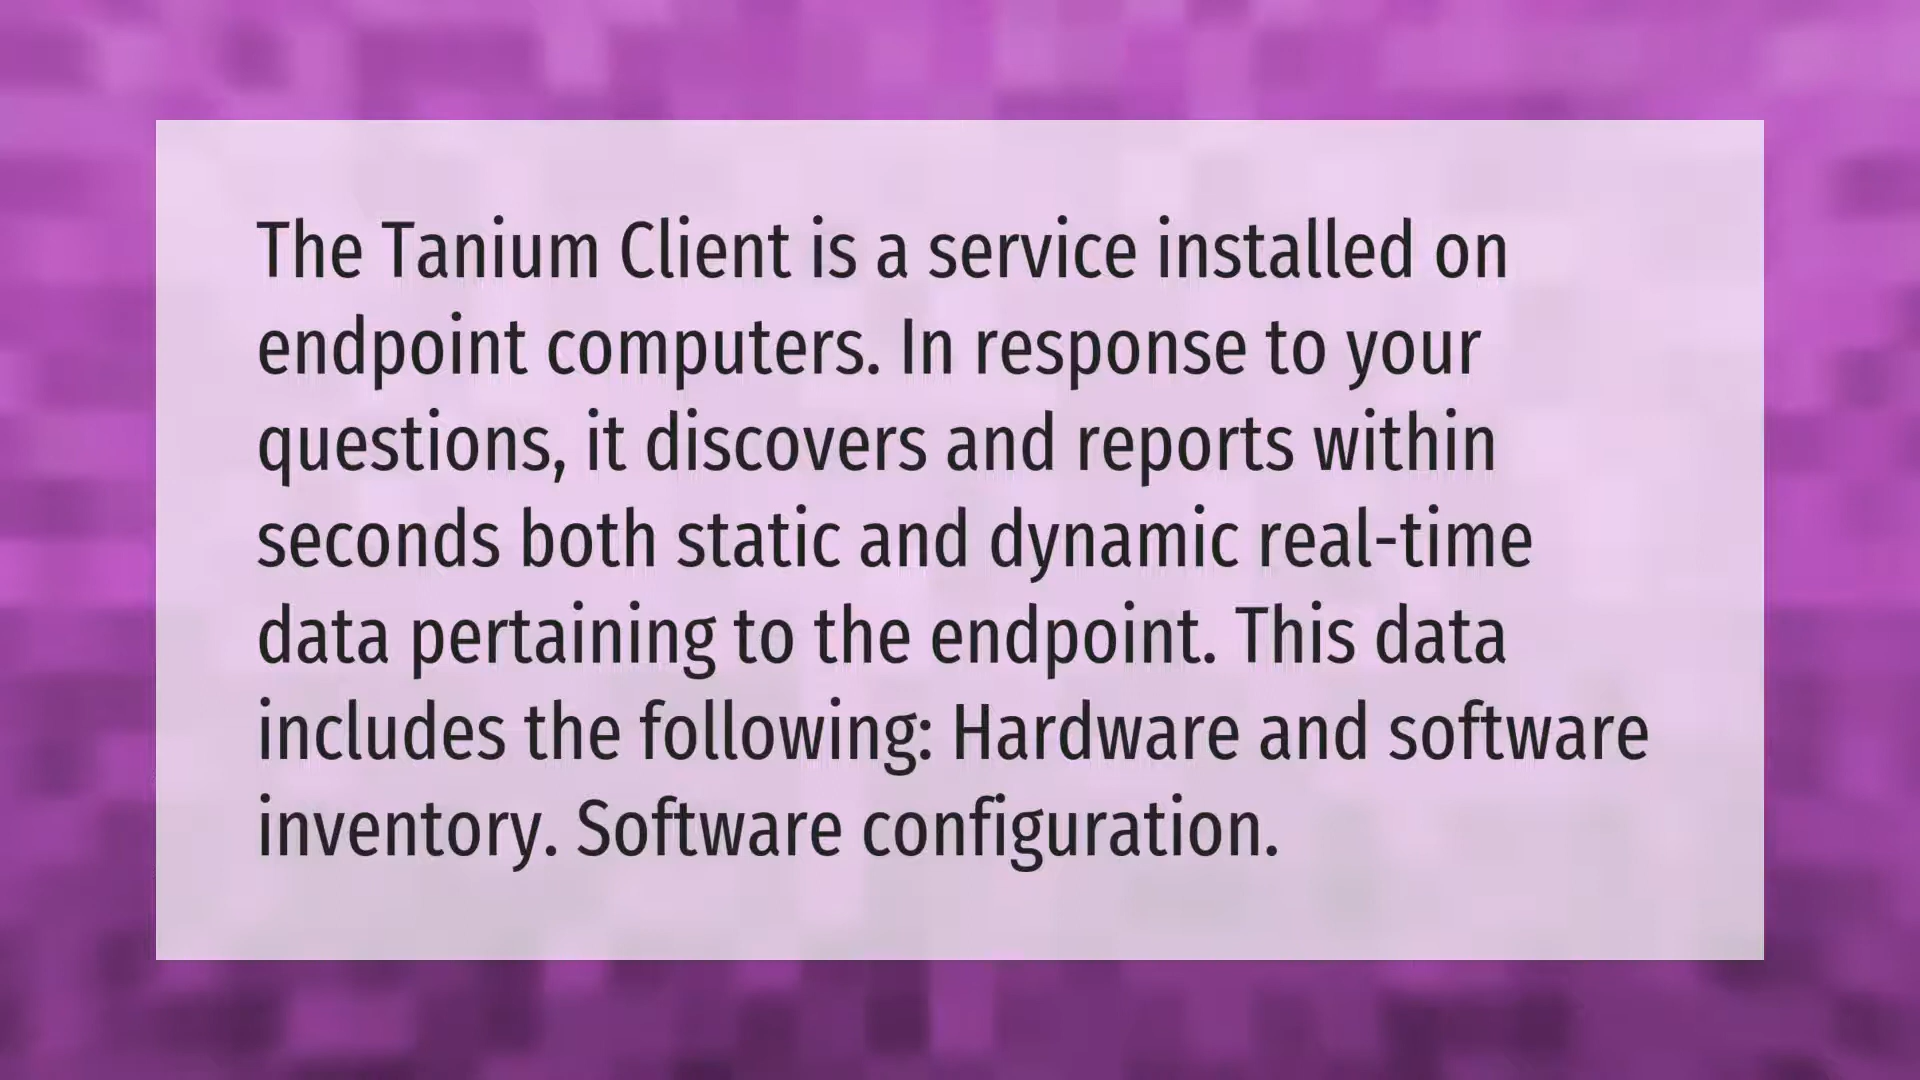 The Tanium Client is a service installed on
endpoint computers. In response to your
questions, it discovers and reports within
seconds both static and dynamic real-time
data pertaining to the endpoint. This data
includes the following: Hardware and software
inventory. Software configuration.